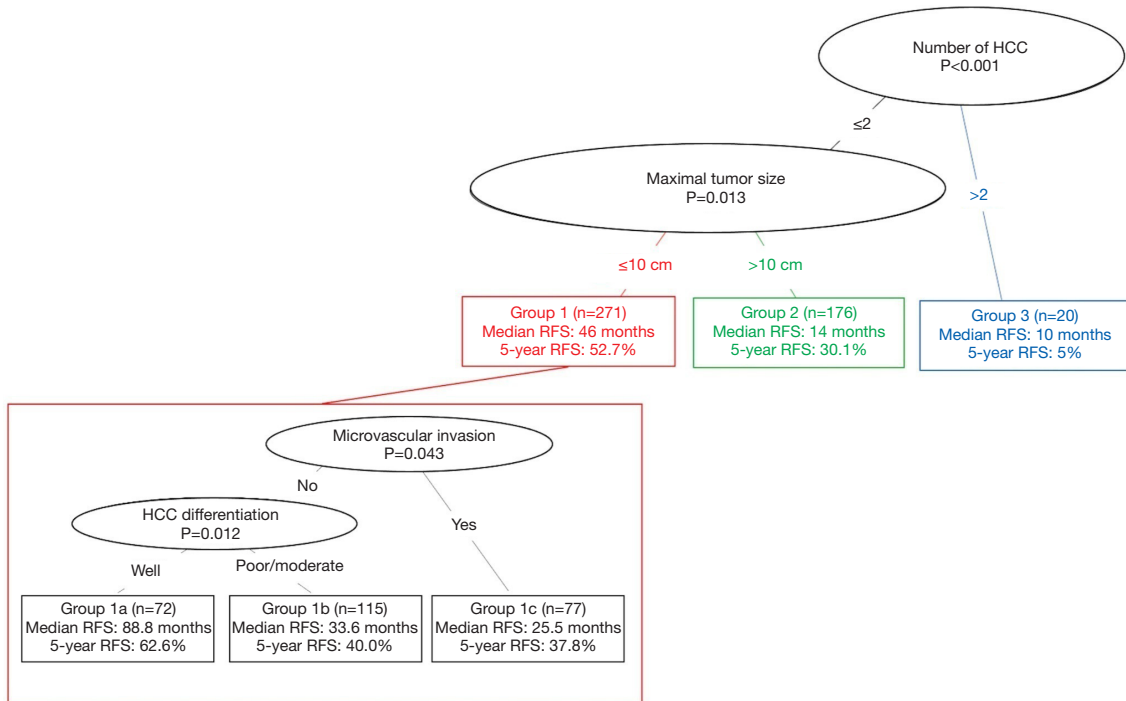 Number of HCC
P<0.001
≤2
>2
Maximal tumor size
P=0.013
≤10 cm
>10 cm
Group 1 (n=271)
Median RFS: 46 months
5-year RFS: 52.7%
Group 2 (n=176)
Median RFS: 14 months
5-year RFS: 30.1%
Group 3 (n=20)
Median RFS: 10 months
5-year RFS: 5%
Microvascular invasion
P=0.043
No
Yes
HCC differentiation
P=0.012
Well
Poor/moderate
Group 1a (n=72)
Median RFS: 88.8 months
5-year RFS: 62.6%
Group 1b (n=115)
Median RFS: 33.6 months
5-year RFS: 40.0%
Group 1c (n=77)
Median RFS: 25.5 months
5-year RFS: 37.8%